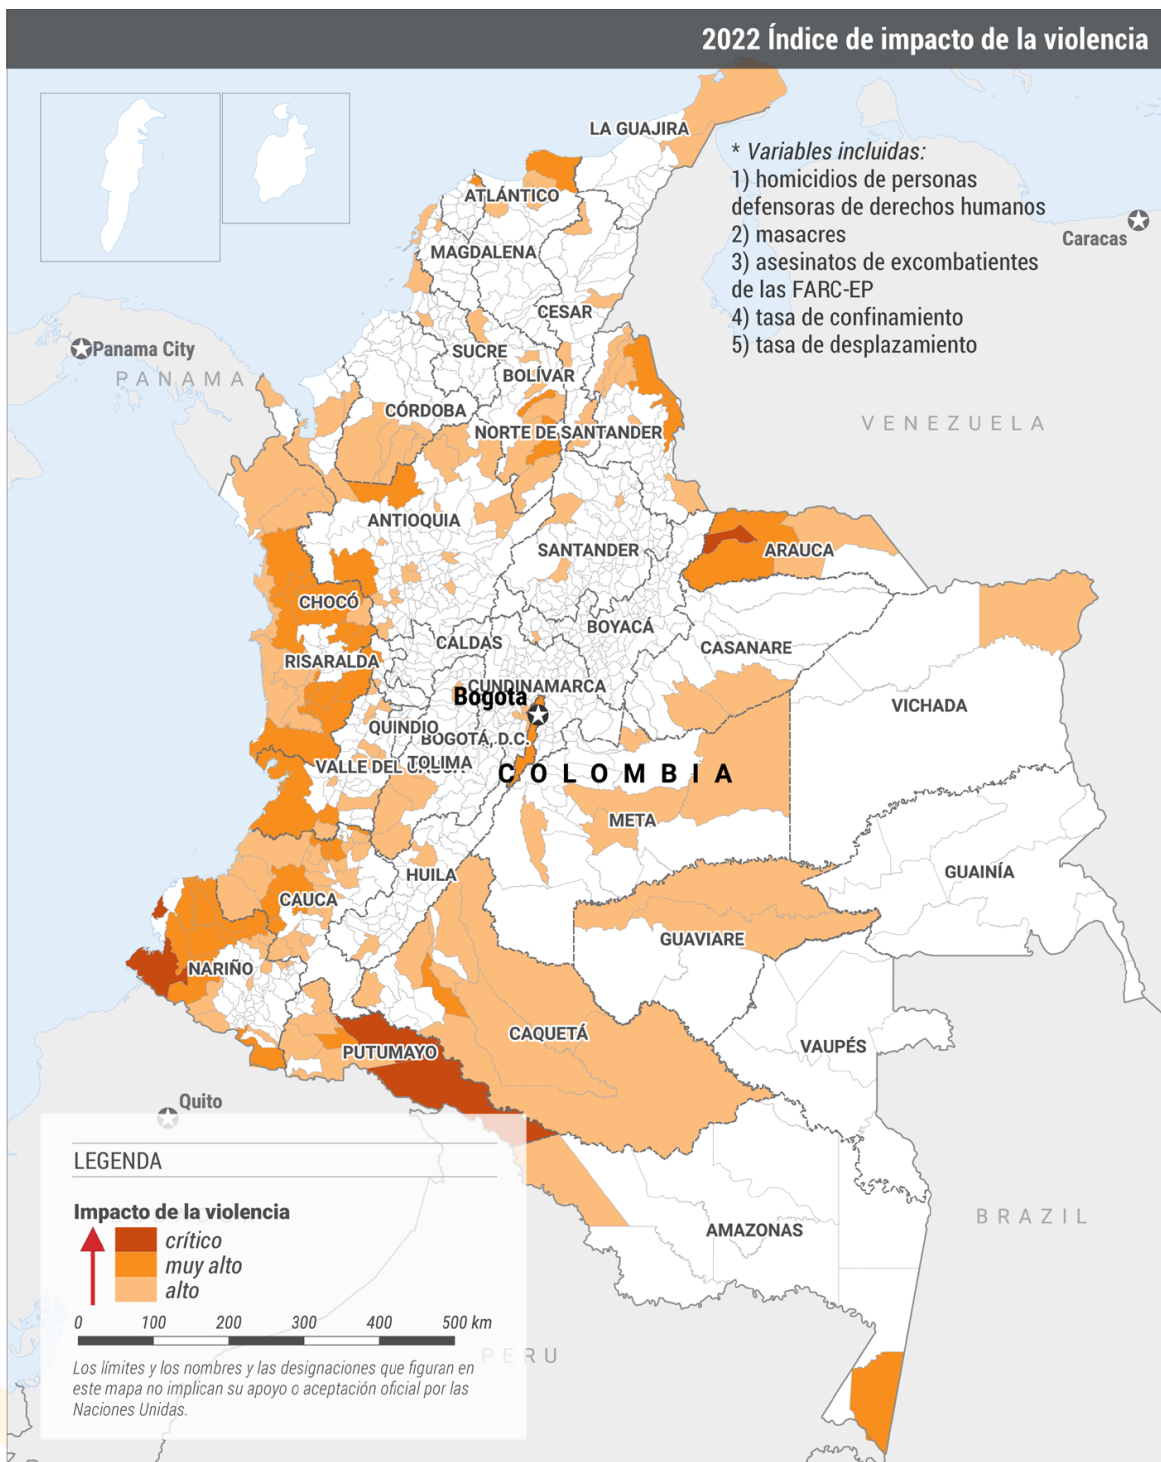 2022 Índice de impacto de la violencia
LA GUAJIRA
* Variables incluidas:
1) homicidios de personas
defensoras de derechos humanos
2) masacres
3) asesinatos de excombatientes
de las FARC-EP
4) tasa de confinamiento
5) tasa de desplazamiento
Caracas
ATLÁNTICO
MAGDALENA
CESAR
Panama City
PANAMA
SUCRE
BOLÍVAR
CÓRDOBA
VENEZUELA
NORTE DE SANTANDER
ANTIOQUIA
SANTANDER
ARAUCA
CHOCÓ
BOYACÁ
CALDAS
CASANARE
RISARALDA
CUNDINAMARCA
Bogota
VICHADA
QUINDIO
BOGOTÁ, D.C.
VALLE DEL CAUCA
TOLIMA
COLOMBIA
META
HUILA
GUAINÍA
CAUCA
GUAVIARE
NARIÑO
CAQUETÁ
VAUPÉS
PUTUMAYO
Quito
LEGENDA
Impacto de la violencia
crítico
muy alto
alto
AMAZONAS
BRAZIL
0 100 200 300 400 500 km
PERU
Los límites y los nombres y las designaciones que figuran en
este mapa no implican su apoyo o aceptación oficial por las
Naciones Unidas.